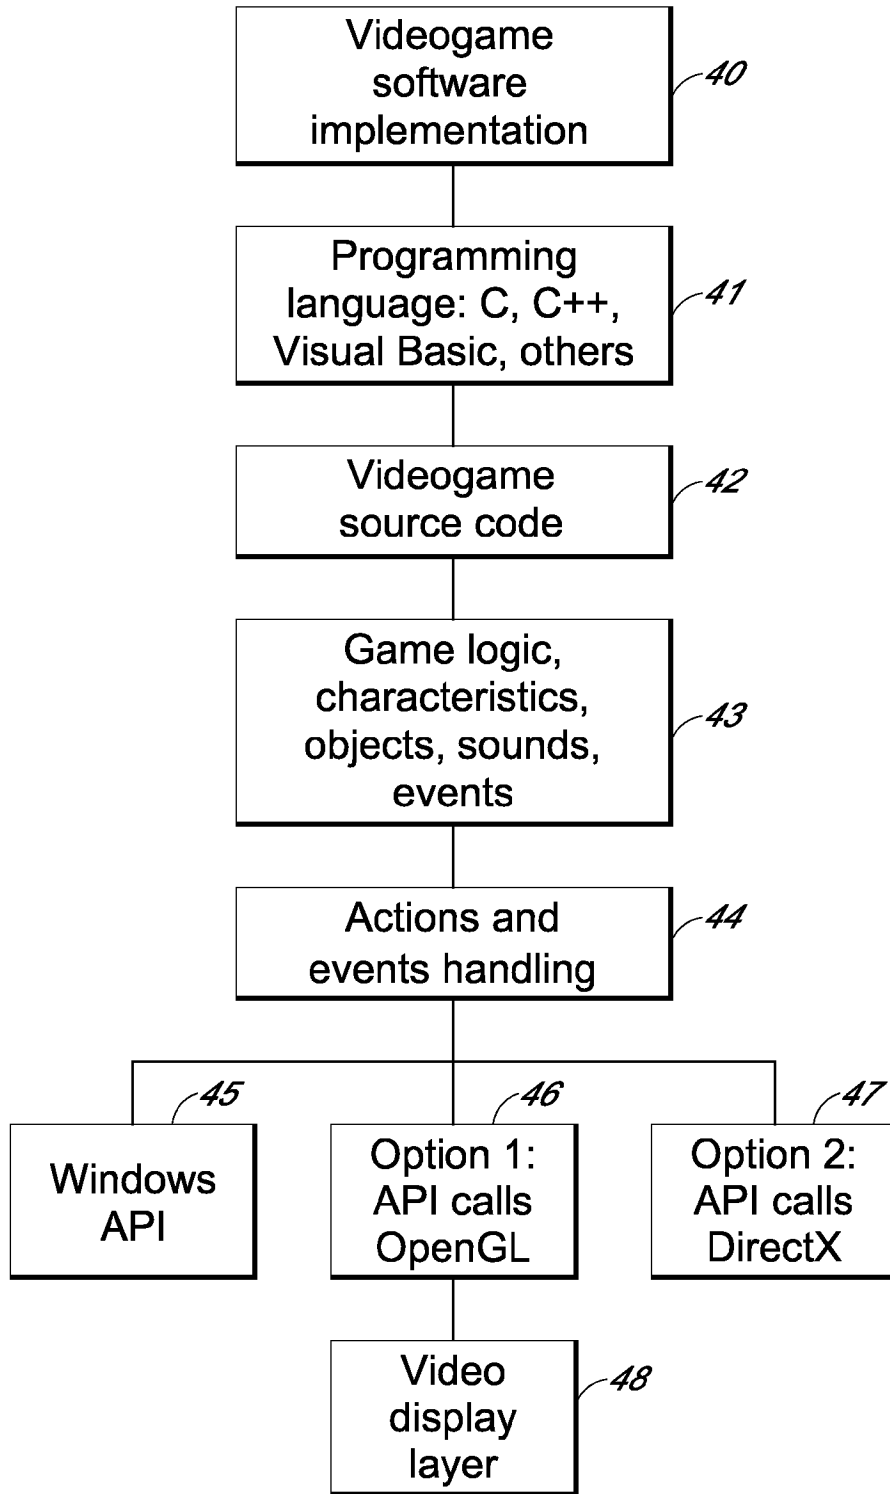 Videogame
software
implementation
40
Programming
language: C, C++,
Visual Basic, others
41
Videogame
source code
42
Game logic,
characteristics,
objects, sounds,
events
43
Actions and
events handling
44
45
Windows
API
46
Option 1:
API calls
OpenGL
47
Option 2:
API calls
DirectX
Video
display
layer
48